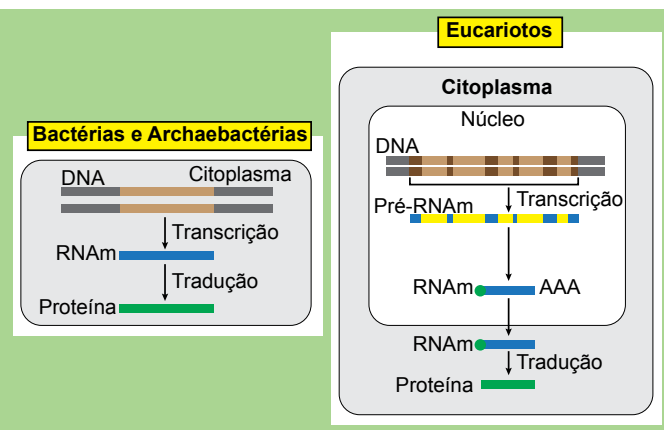 Bactérias e Archaebactérias
DNA
Citoplasma
Transcrição
RNAm
Tradução
Proteína
Eucariotos
Citoplasma
Núcleo
DNA
Transcrição
Pré-RNAm
RNAm AAA
RNAm
Tradução
Proteína